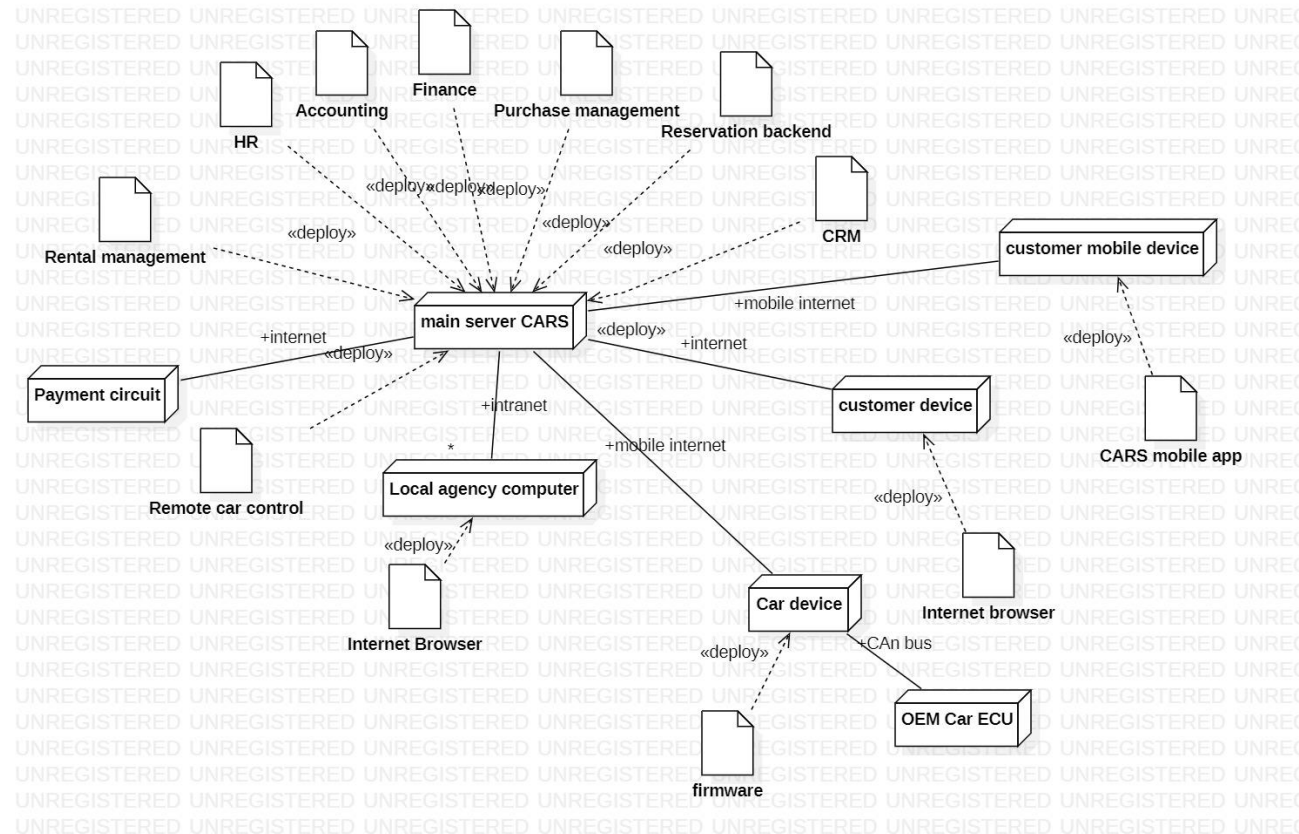 Finance
Accounting
Purchase management
Reservation backend
HR
«deploy»
«deploy»
«deploy»
CRM
«deploy»
«deploy»
«deploy»
Rental management
customer mobile device
+mobile internet
main server CARS
«deploy»
+internet
+internet
«deploy»
«deploy»
Payment circuit
+intranet
customer device
+mobile internet
*
CARS mobile app
Local agency computer
«deploy»
Remote car control
«deploy»
Car device
Internet browser
Internet Browser
+CAn bus
«deploy»
OEM Car ECU
firmware
UNREGISTERED